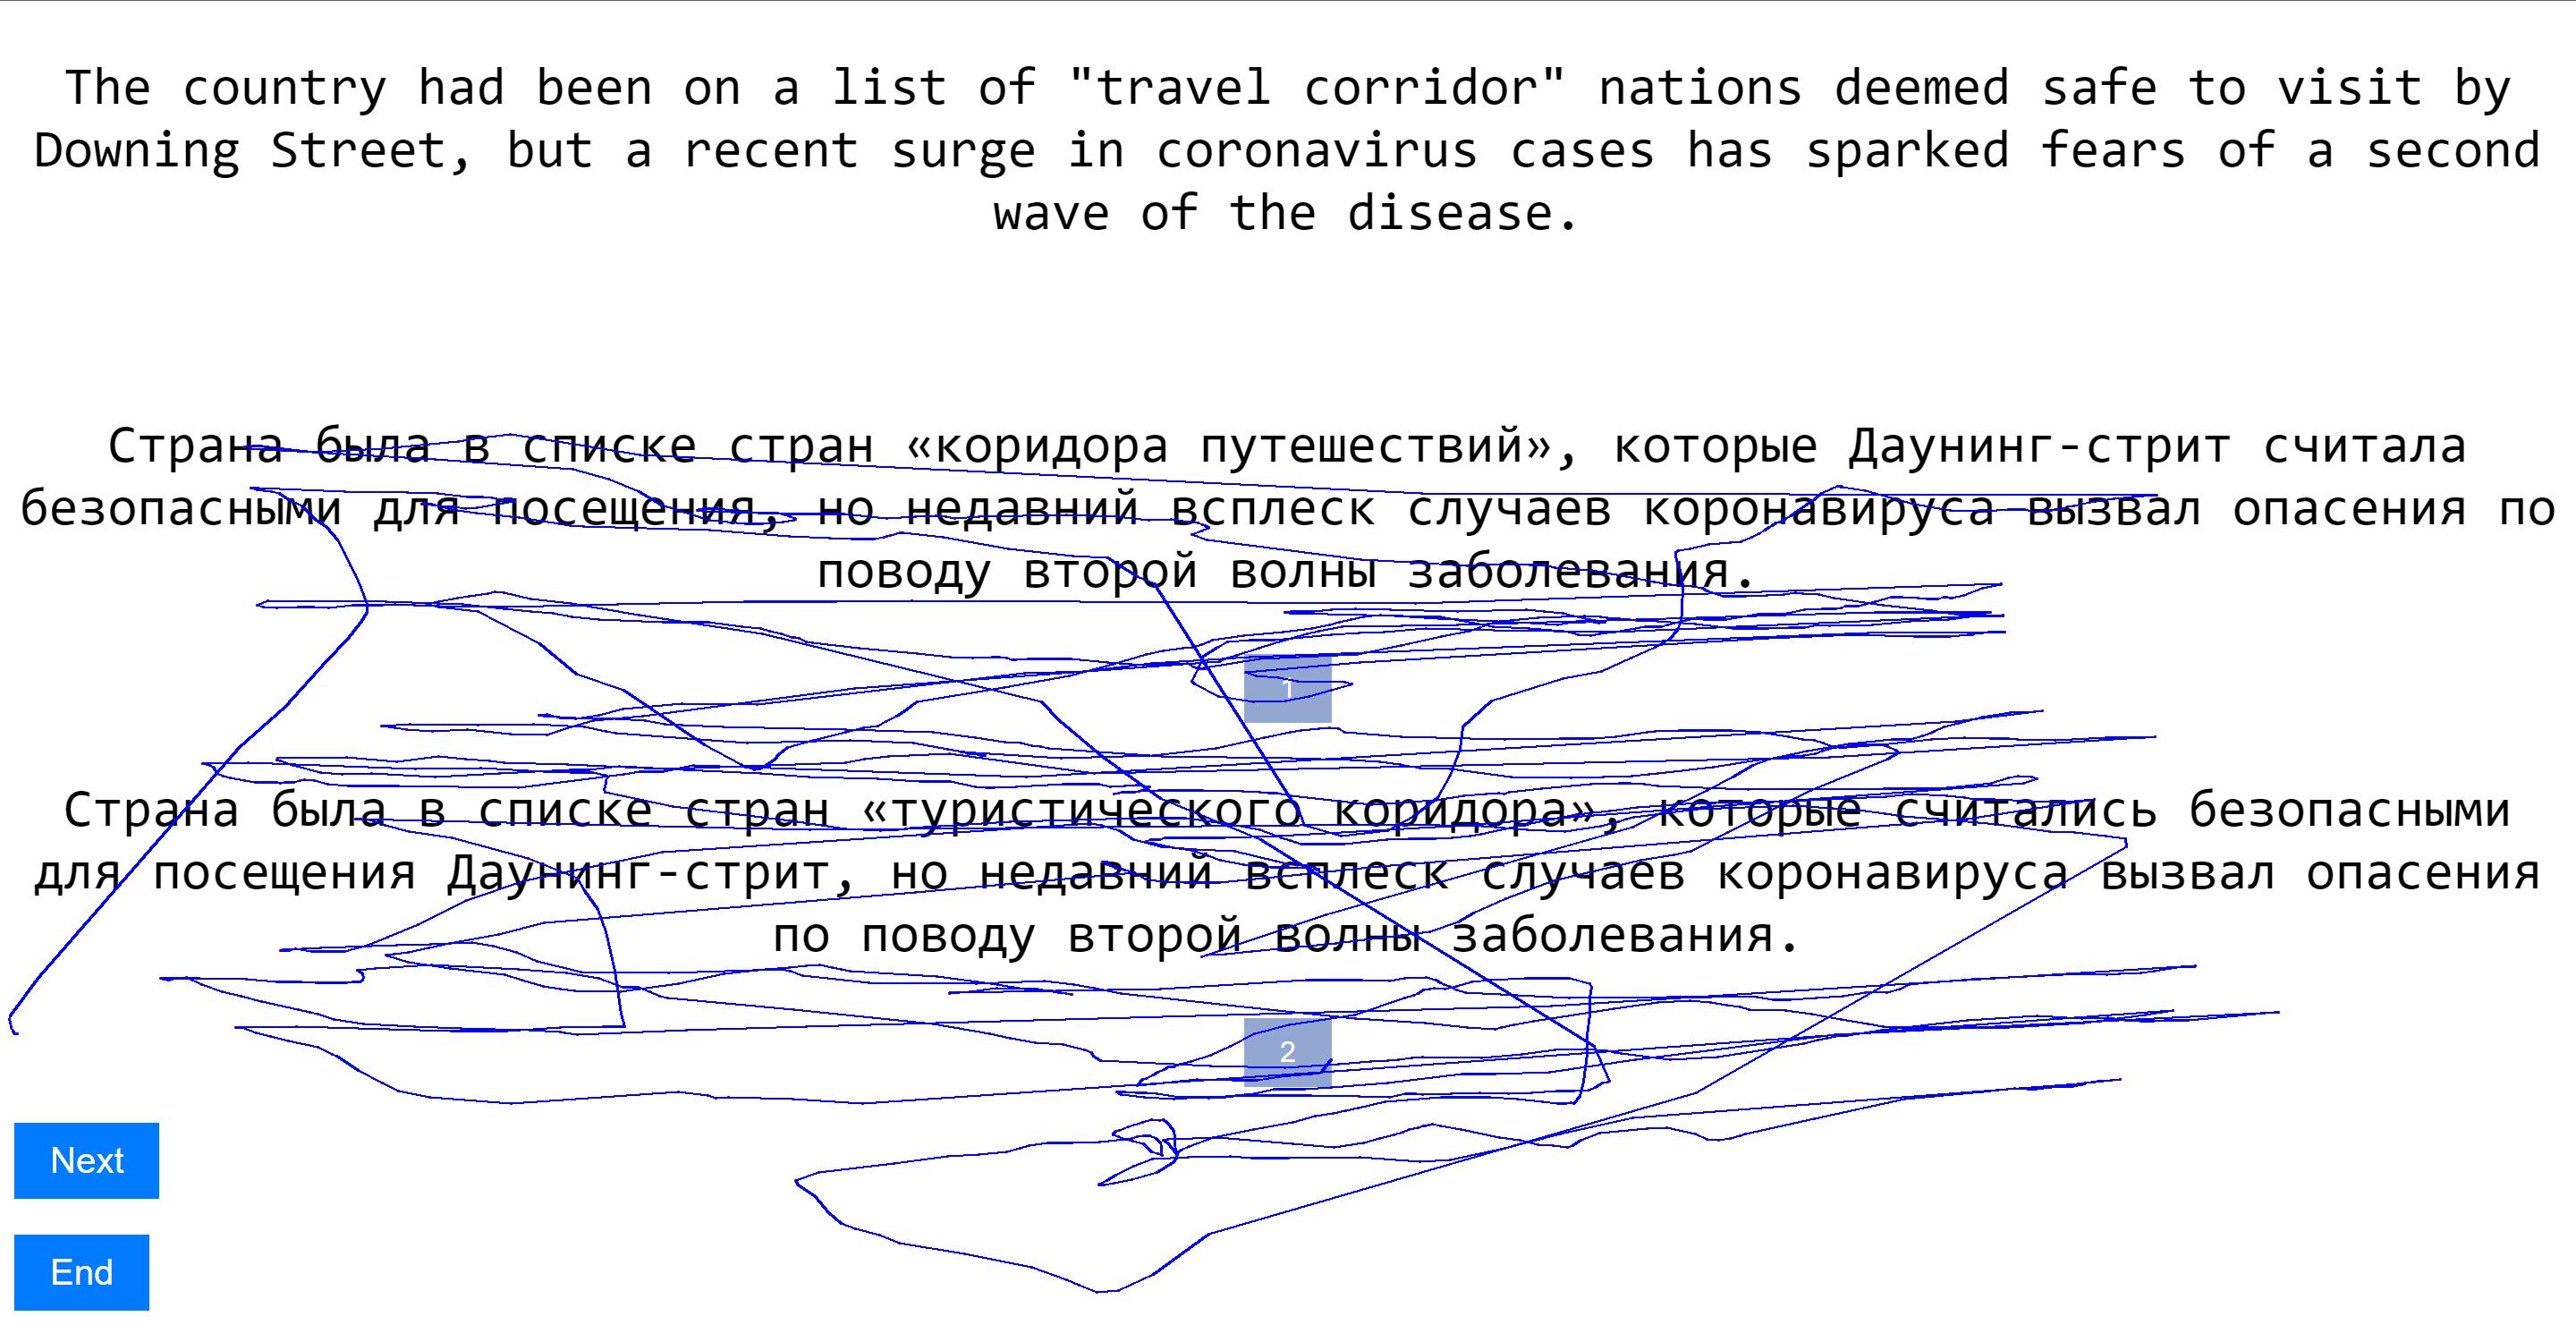 The country had been on a list of "travel corridor" nations deemed safe to visit by
Downing Street, but a recent surge in coronavirus cases has sparked fears of a second
wave of the disease.
Страна была в списке стран «коридора путешествий», которые Даунинг-стрит считала
безопасными для посещения, но недавний всплеск случаев коронавируса вызвал опасения по
поводу второй волны заболевания.
1
Страна была в списке стран «туристического коридора», которые считались безопасными
для посещения Даунинг-стрит, но недавний всплеск случаев коронавируса вызвал опасения
по поводу второй волны заболевания.
2
Next
End